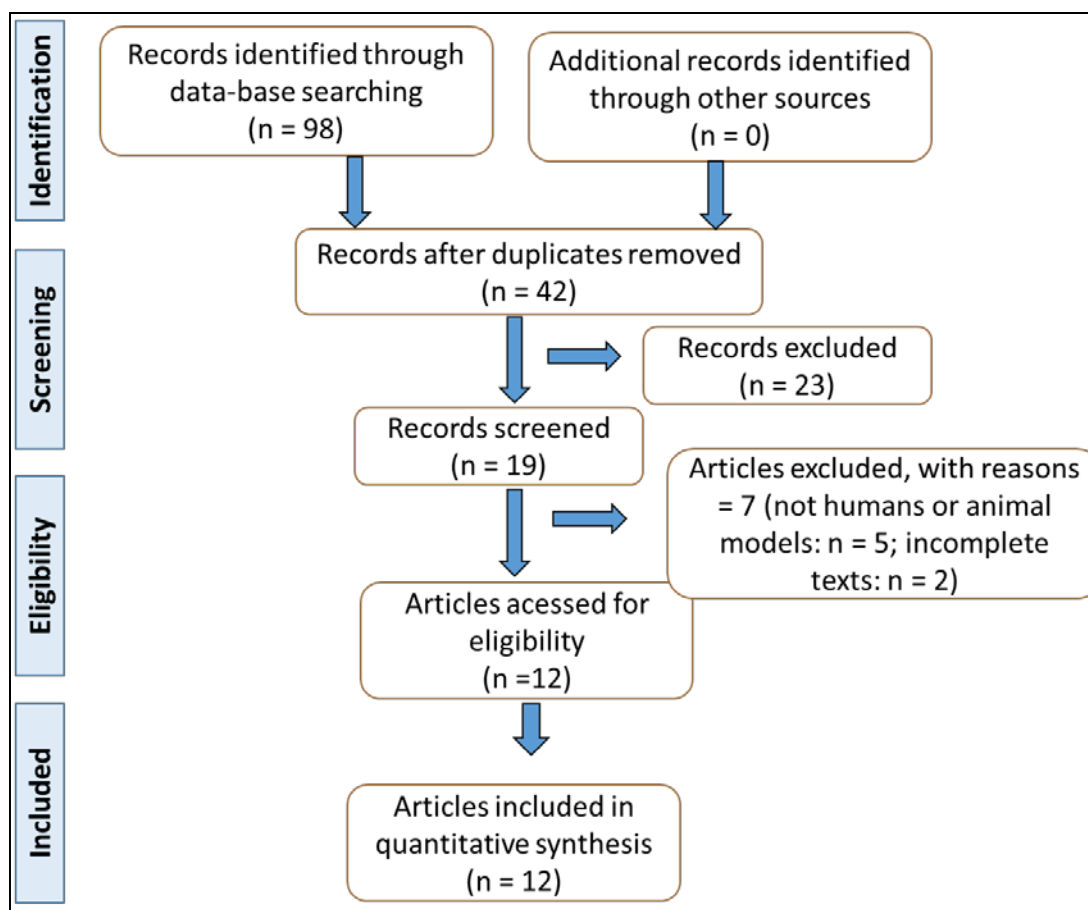 Identification
Records identified through
data-base searching
(n = 98)
Additional records identified
through other sources
(n = 0)
Screening
Records after duplicates removed
(n = 42)
Records excluded
(n = 23)
Records screened
(n = 19)
Eligibility
Articles excluded, with reasons
= 7 (not humans or animal
models: n = 5; incomplete
texts: n = 2)
Articles acessed for
eligibility
(n =12)
Included
Articles included in
quantitative synthesis
(n = 12)